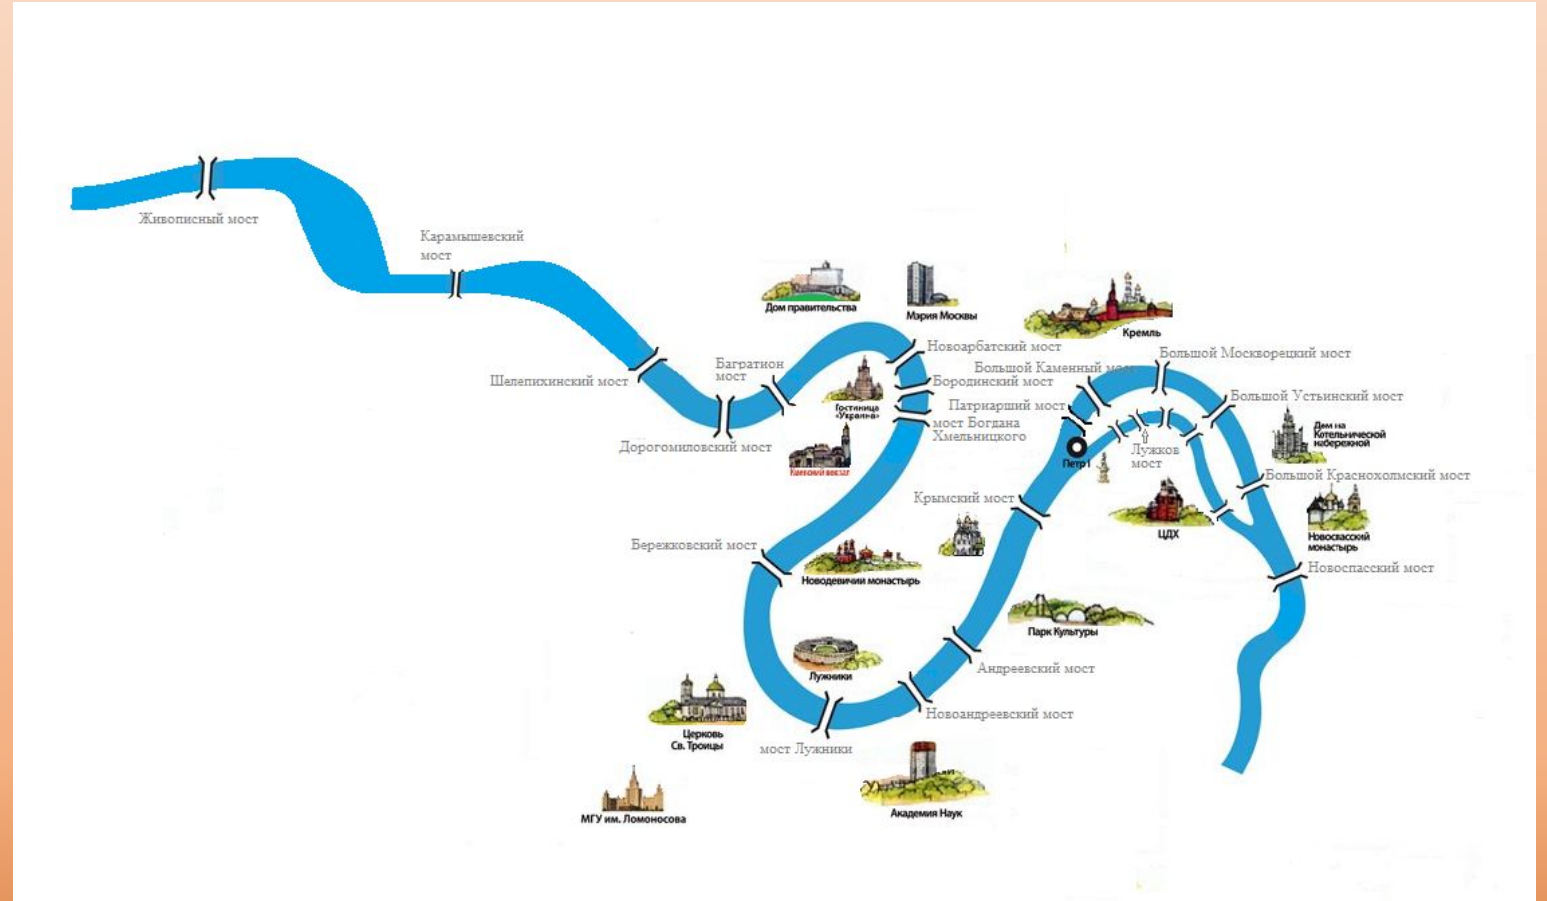 Живописный мост
Карамышевский
мост
Шелепихинский мост
Дорогомиловский мост
Багратион
мост
Дом правительства
Мэрия Москвы
Кремль
Новоарбатский мост
Бородинский мост
Гостиница
«Украина»
мост Богдана
Хмельницкого
Киевский вокзал
Большой Каменный мост
Большой Москворецкий мост
Патриарший мост
Большой Устьинский мост
Петр I
Лужков
мост
Дом на
Котельнической
набережной
Большой Краснохолмский мост
Крымский мост
ЦДХ
Новоспасский
монастырь
Бережковский мост
Новодевичий монастырь
Новоспасский мост
Парк Культуры
Андреевский мост
Лужники
Новоандреевский мост
Церковь
Св. Троицы
мост Лужники
МГУ им. Ломоносова
Академия Наук